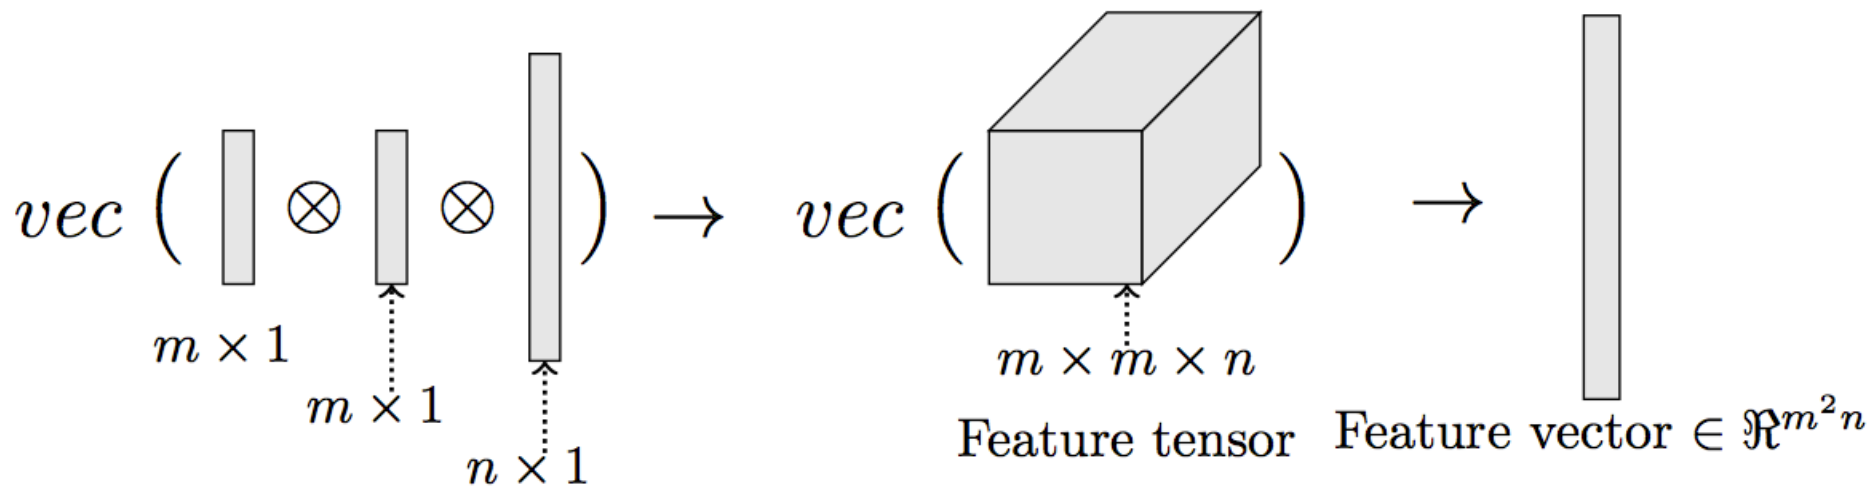 vec ( ⊗ ⊗ ) → vec ( ) →
m × 1
m × 1
n × 1
m × m × n
Feature tensor
Feature vector ∈ ℜ^{m²n}